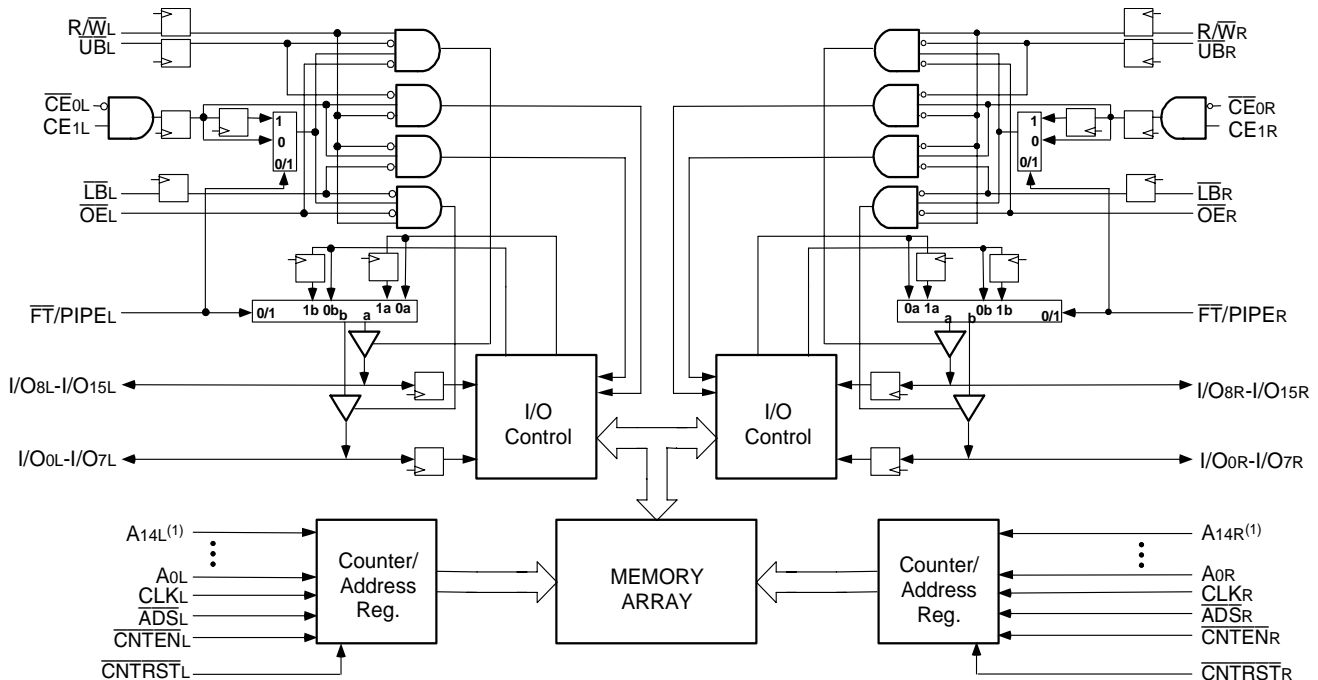 R/W̅L
U̅B̅L
C̅E̅0L
CE1L
1
0
0/1
L̅B̅L
O̅E̅L
F̅T̅/PIPEL
0/1
1b 0b b a 1a 0a
I/O8L-I/O15L
I/O0L-I/O7L
I/O
Control
R/W̅R
U̅B̅R
C̅E̅0R
CE1R
1
0
0/1
L̅B̅R
O̅E̅R
F̅T̅/PIPER
0a 1a a b 0b 1b
0/1
I/O8R-I/O15R
I/O0R-I/O7R
I/O
Control
A14L(1)
A0L
CLKL
A̅D̅S̅L
C̅N̅T̅E̅N̅L
C̅N̅T̅R̅S̅T̅L
Counter/
Address
Reg.
MEMORY
ARRAY
Counter/
Address
Reg.
A14R(1)
A0R
CLKR
A̅D̅S̅R
C̅N̅T̅E̅N̅R
C̅N̅T̅R̅S̅T̅R